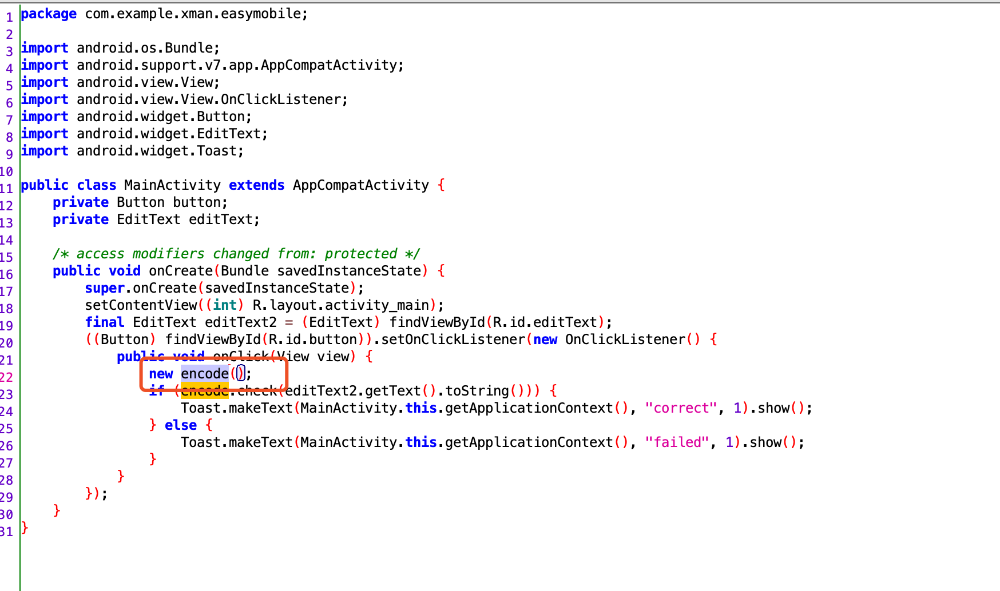 1 package com.example.xman.easymobile;
2
3 import android.os.Bundle;
4 import android.support.v7.app.AppCompatActivity;
5 import android.view.View;
6 import android.view.View.OnClickListener;
7 import android.widget.Button;
8 import android.widget.EditText;
9 import android.widget.Toast;
10
11 public class MainActivity extends AppCompatActivity {
12     private Button button;
13     private EditText editText;
14
15     /* access modifiers changed from: protected */
16     public void onCreate(Bundle savedInstanceState) {
17         super.onCreate(savedInstanceState);
18         setContentView((int) R.layout.activity_main);
19         final EditText editText2 = (EditText) findViewById(R.id.editText);
20         ((Button) findViewById(R.id.button)).setOnClickListener(new OnClickListener() {
21             public void onClick(View view) {
22                 new encode();
23                 if (encode.check(editText2.getText().toString())) {
24                     Toast.makeText(MainActivity.this.getApplicationContext(), "correct", 1).show();
25                 } else {
26                     Toast.makeText(MainActivity.this.getApplicationContext(), "failed", 1).show();
27                 }
28             }
29         });
30     }
31 }